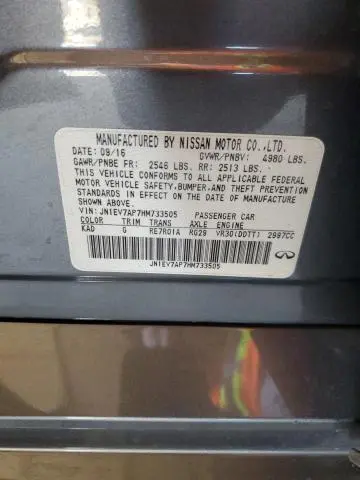 MANUFACTURED BY NISSAN MOTOR CO.,LTD.
DATE: 09/16 GVWR/PNBV: 4980 LBS.
GAWR/PNBE FR: 2546 LBS. RR: 2513 LBS.
THIS VEHICLE CONFORMS TO ALL APPLICABLE FEDERAL
MOTOR VEHICLE SAFETY,BUMPER,AND THEFT PREVENTION
STANDARDS IN EFFECT ON THE DATE OF MANUFACTURE
SHOWN ABOVE.
VIN: JN1EV7AP7HM733505 PASSENGER CAR
COLOR TRIM TRANS AXLE ENGINE
KAD G RE7R01A RG29 VR30(DDTT) 2997CC
JN1EV7AP7HM733505